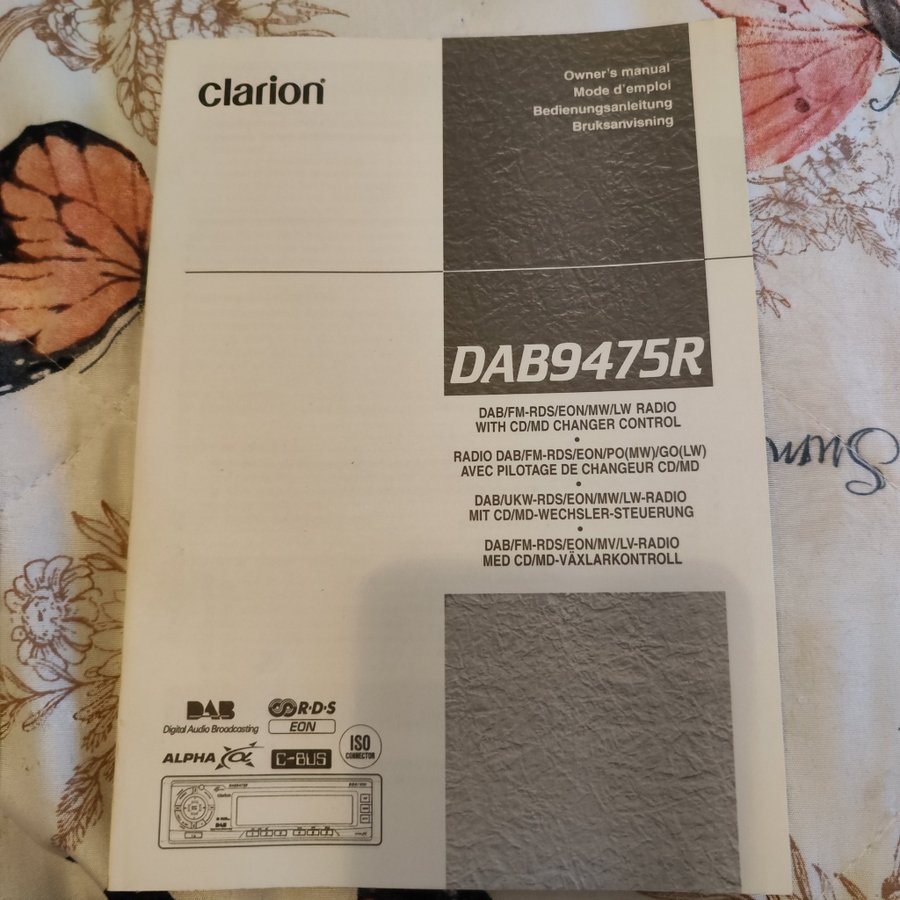 clarion
Owner's manual
Mode d'emploi
Bedienungsanleitung
Bruksanvisning
DAB9475R
DAB/FM-RDS/EON/MW/LW RADIO
WITH CD/MD CHANGER CONTROL
•
RADIO DAB/FM-RDS/EON/PO(MW)/GO(LW)
AVEC PILOTAGE DE CHANGEUR CD/MD
•
DAB/UKW-RDS/EON/MW/LW-RADIO
MIT CD/MD-WECHSLER-STEUERUNG
•
DAB/FM-RDS/EON/MV/LV-RADIO
MED CD/MD-VÄXLARKONTROLL
DAB
Digital Audio Broadcasting
R·D·S
EON
ALPHA α
C-BUS
ISO
CONNECTOR
DAB9475R
Clarion
DAB